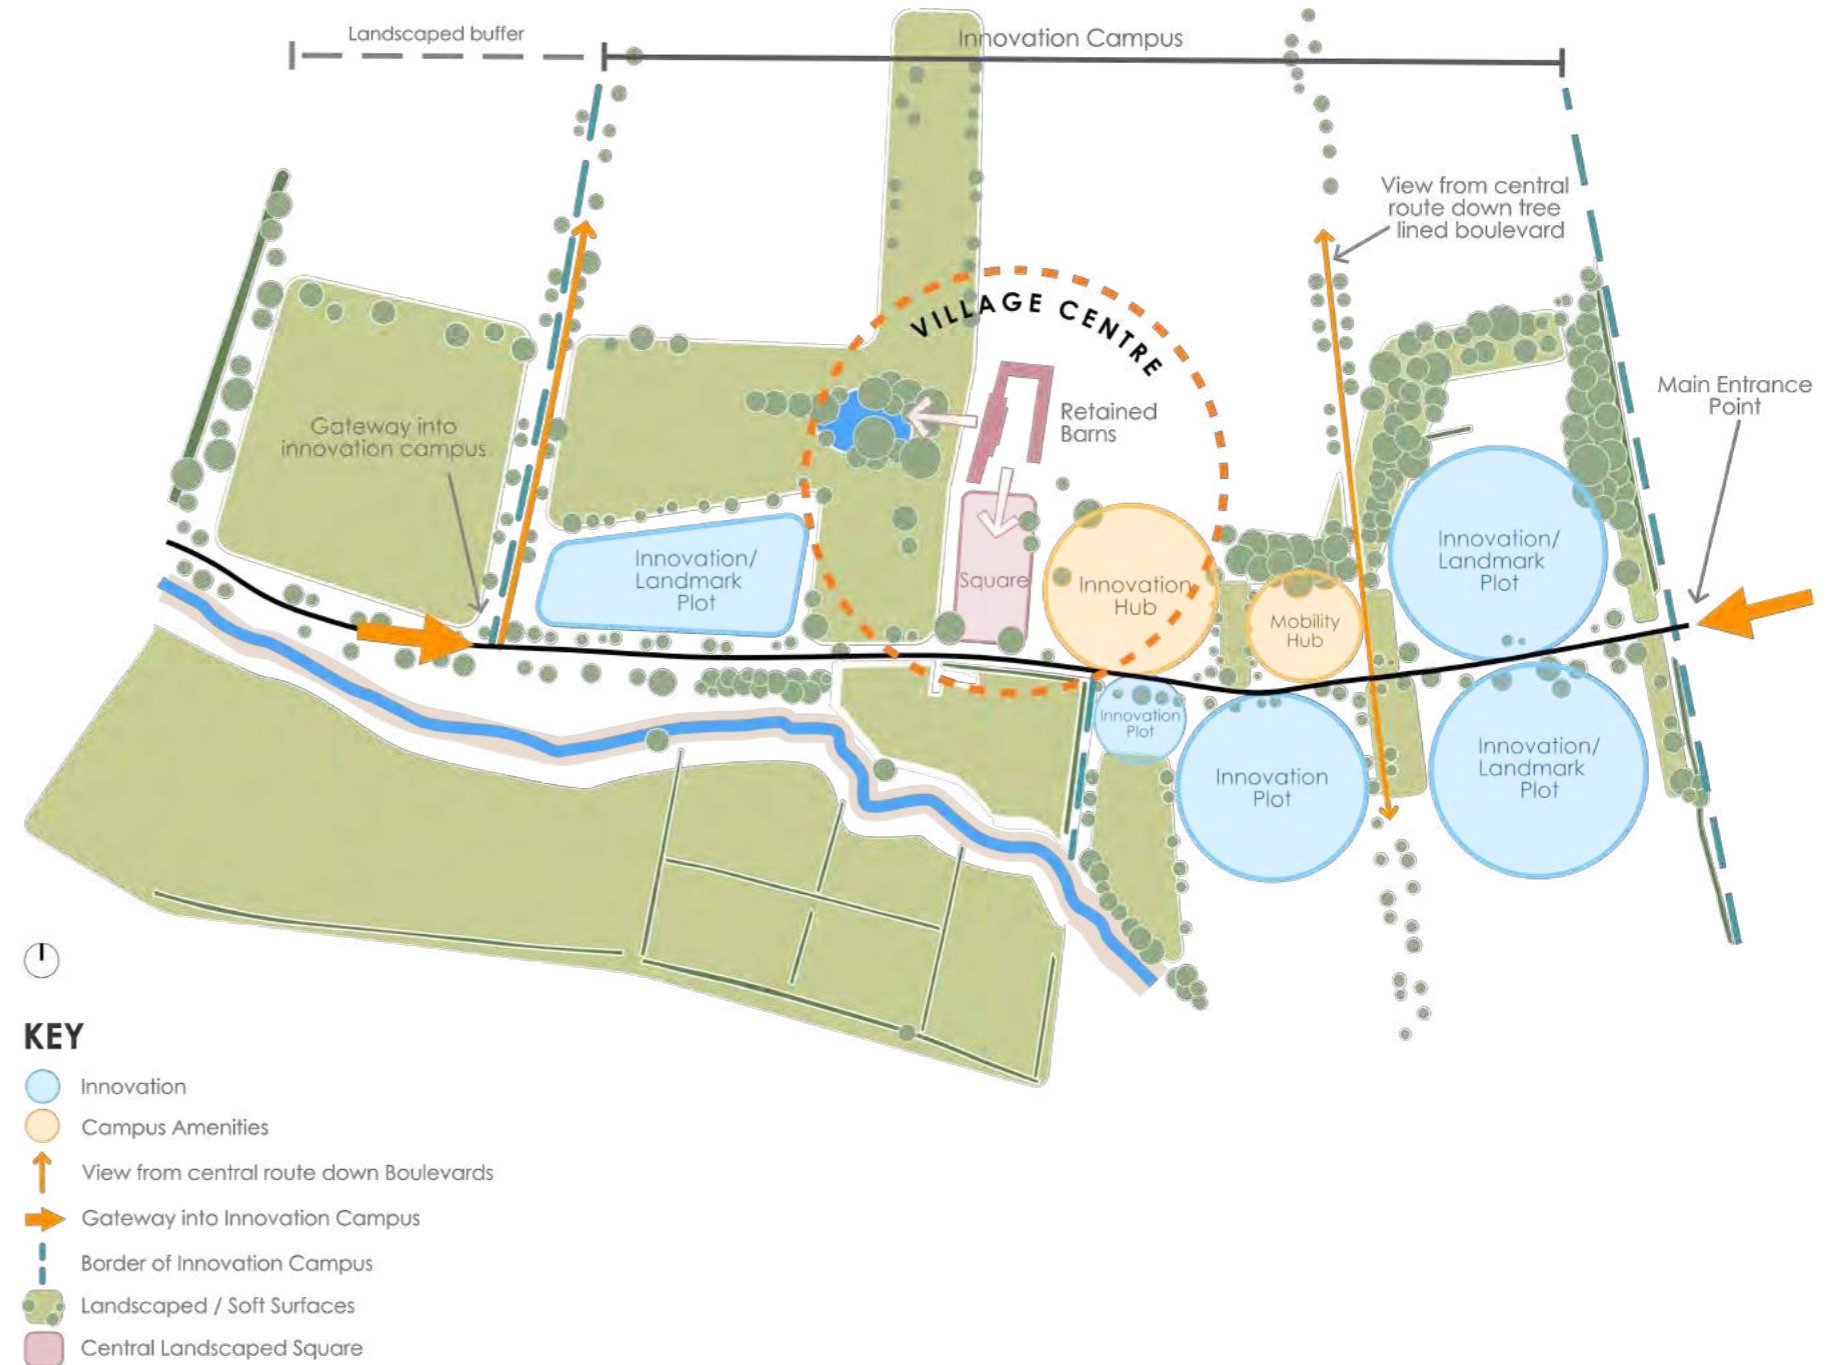 Landscaped buffer
Innovation Campus
View from central
route down tree
lined boulevard
VILLAGE CENTRE
Main Entrance
Point
Retained
Barns
Gateway into
innovation campus
Innovation/
Landmark
Plot
Innovation/
Landmark
Plot
Square
Innovation
Hub
Mobility
Hub
Innovation
Plot
Innovation
Plot
Innovation/
Landmark
Plot
KEY
Innovation
Campus Amenities
View from central route down Boulevards
Gateway into Innovation Campus
Border of Innovation Campus
Landscaped / Soft Surfaces
Central Landscaped Square